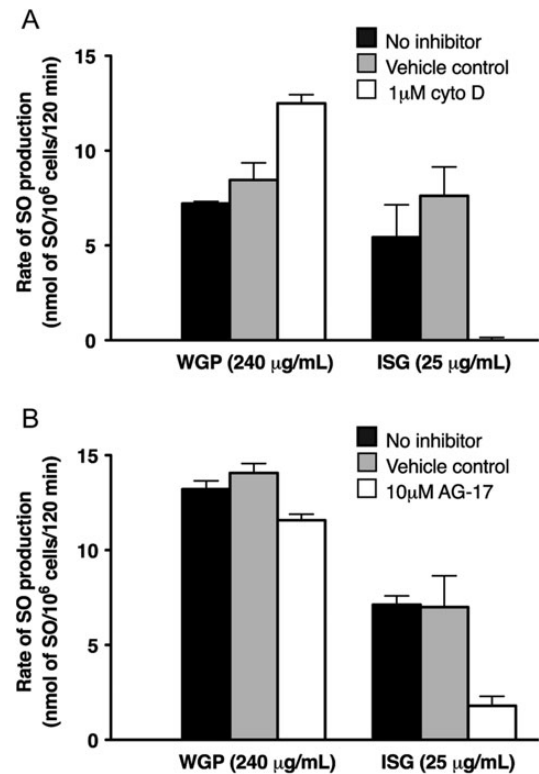 A
No inhibitor
Vehicle control
1μM cyto D
Rate of SO production
(nmol of SO/10⁶ cells/120 min)
15
10
5
0
WGP (240 μg/mL)
ISG (25 μg/mL)
B
No inhibitor
Vehicle control
10μM AG-17
Rate of SO production
(nmol of SO/10⁶ cells/120 min)
15
10
5
0
WGP (240 μg/mL)
ISG (25 μg/mL)